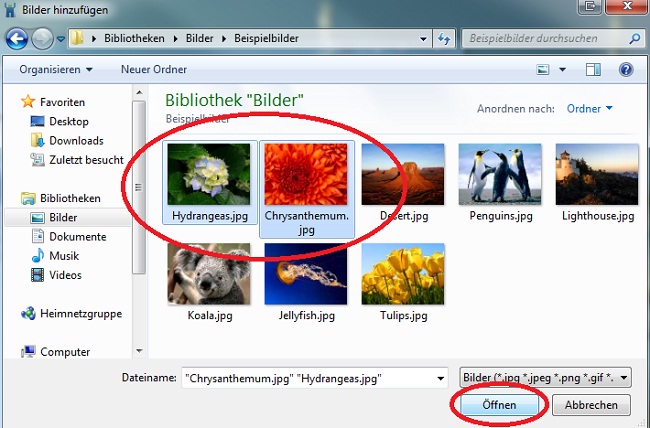 Bilder hinzufügen
Bibliotheken Bilder Beispielbilder
Beispielbilder durchsuchen
Organisieren Neuer Ordner
Favoriten
Desktop
Downloads
Zuletzt besucht
Bibliotheken
Bilder
Dokumente
Musik
Videos
Heimnetzgruppe
Computer
Bibliothek "Bilder"
Beispielbilder
Anordnen nach: Ordner
Hydrangeas.jpg
Chrysanthemum.
jpg
Desert.jpg
Penguins.jpg
Lighthouse.jpg
Koala.jpg
Jellyfish.jpg
Tulips.jpg
Dateiname: "Chrysanthemum.jpg" "Hydrangeas.jpg"
Bilder (*.jpg *.jpeg *.png *.gif *.
Öffnen
Abbrechen